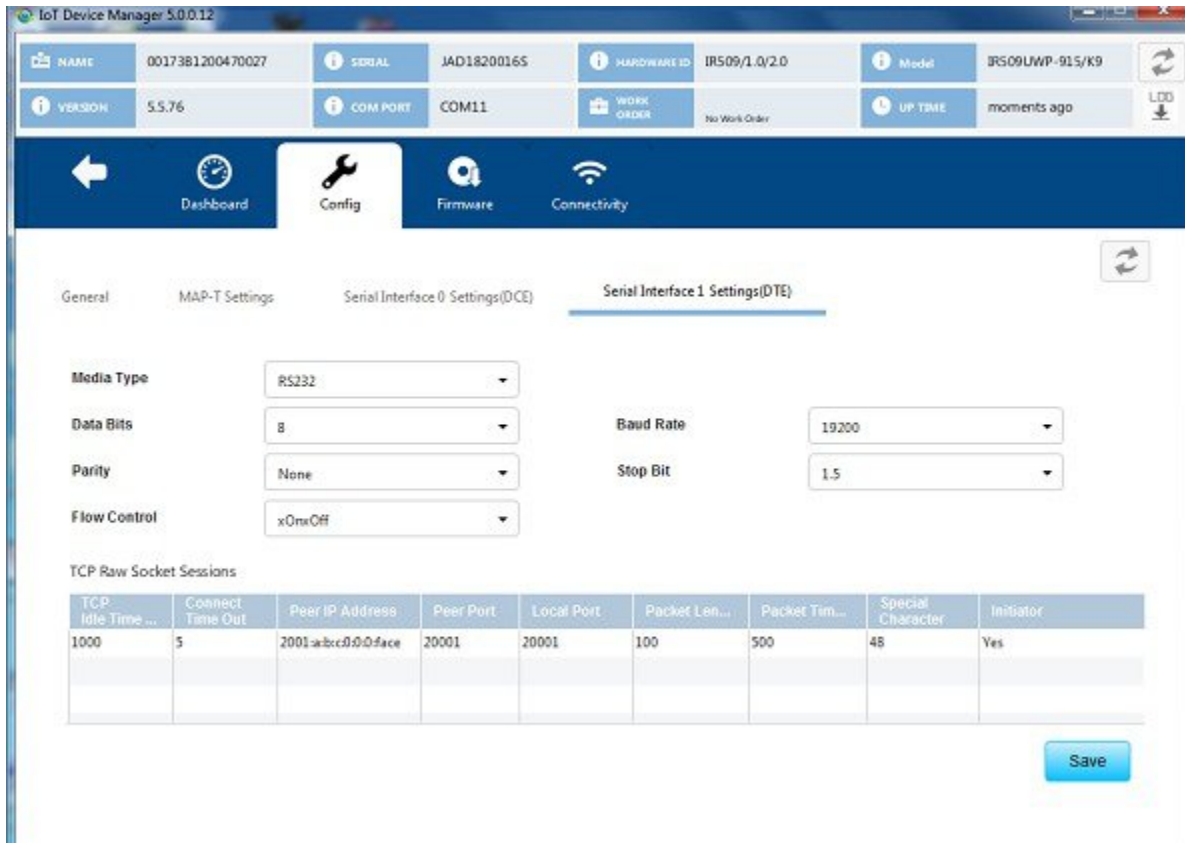 IoT Device Manager 5.0.0.12
NAME 00173B1200470027 SERIAL JAD1820016S HARDWARE ID IR509/1.0/2.0 Model IR509UWP-915/K9
VERSION 5.5.76 COM PORT COM11 WORK ORDER No Work Order UP TIME moments ago LOG
Dashboard Config Firmware Connectivity
General MAP-T Settings Serial Interface 0 Settings(DCE) Serial Interface 1 Settings(DTE)
Media Type RS232
Data Bits 8 Baud Rate 19200
Parity None Stop Bit 1.5
Flow Control xOnxOff
TCP Raw Socket Sessions
TCP Idle Time ... Connect Time Out Peer IP Address Peer Port Local Port Packet Len... Packet Tim... Special Character Initiator
1000 5 2001:a:b:c:0:0:0:face 20001 20001 100 500 48 Yes
Save